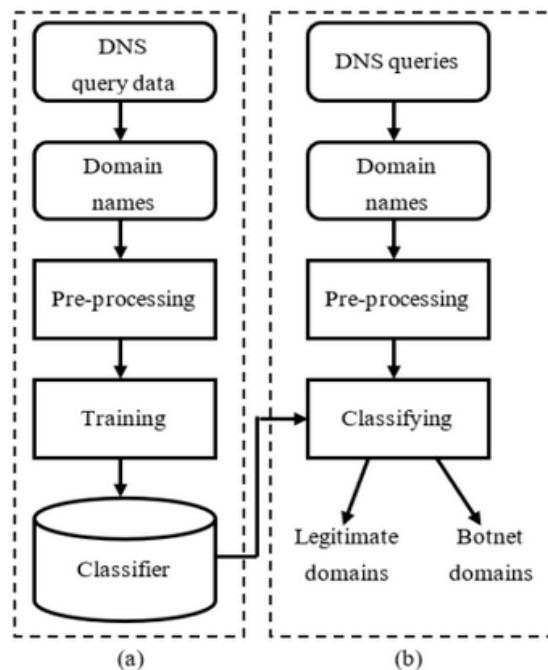 DNS
query data
Domain
names
Pre-processing
Training
Classifier
(a)
DNS queries
Domain
names
Pre-processing
Classifying
Legitimate
domains
Botnet
domains
(b)